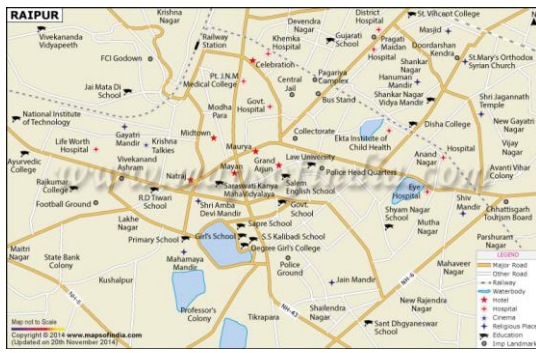 RAIPUR
Krishna
Nagar
Vivekananda
Vidyapeeth
Railway
Station
FCI Godown
Jai Mata Di
School
Devendra
Nagar
District
Hospital
St. Vincent College
Khemka
Hospital
Gujarati
School
Pragati
Maidan
Hospital
Masjid
Doordarshan
Kendra
Celebration
Shankar
Nagar
St.Mary's Orthodox
Syrian Church
Pt. J.N.M
Medical College
Central
Jail
Pagariya
Complex
Hanuman
Mandir
Shankar Nagar
Vidya Mandir
Bus Stand
Shri Jagannath
Temple
Modha
Para
Govt.
Hospital
National Institute
of Technology
Gayatri
Mandir
Krishna
Talkies
Midtown
Collectorate
Disha College
New Gayatri
Nagar
Life Worth
Hospital
Maurya
Ekta Institute of
Child Health
Vijay
Nagar
Ayurvedic
College
Vivekanand
Ashram
Mayan
Grand
Arjun
Law University
Police Head Quarters
Anand
Nagar
Hospital
Avanti Vihar
Colony
Rajkumar
College
Natraj
Saraswati Kanya
MahaVidyalaya
Salem
English School
Eye
Hospital
www.mapsofindia.com
Football Ground
R.D Tiwari
School
Shri Amba
Devi Mandir
Govt.
School
Shyam Nagar
School
Shiv
Mandir
Chhattisgarh
Tourism Board
Lakhe
Nagar
Sapre School
Mutha
Nagar
Primary School
Girl's School
S.S Kalibadi School
Degree Girl's College
Parshuram
Nagar
Maitri
Nagar
State Bank
Colony
Mahamaya
Mandir
Police
Ground
NH-6
Mahaveer
Nagar
Kushalpur
Jain Mandir
NH-6
Professor's
Colony
NH-43
Shailendra
Nagar
New Rajendra
Nagar
Tikrapara
Sant Dhgyaneswar
School
Map not to Scale
Copyright © 2014 www.mapsofindia.com
(Updated on 20th November 2014)
LEGEND
Major Road
Other Road
Railway
Waterbody
Hotel
Hospital
Cinema
Religious Place
Education
Imp Landmark